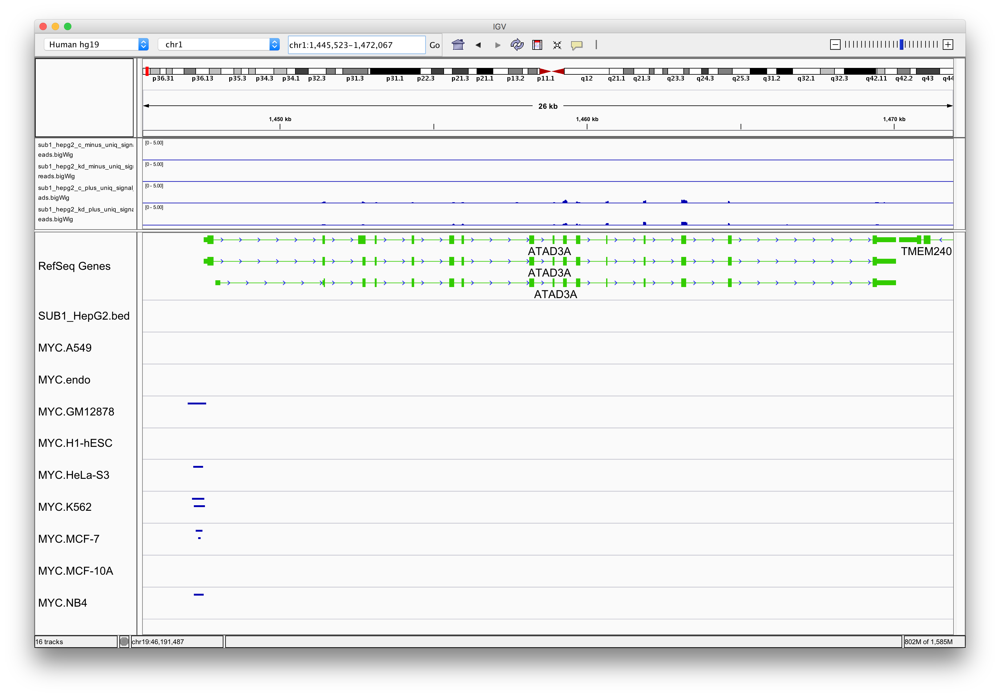 IGV
Human hg19 chr1 chr1:1,445,523-1,472,067 Go
p36.31 p36.13 p35.3 p34.3 p34.1 p32.3 p31.3 p31.1 p22.3 p21.3 p21.1 p13.2 p11.1 q12 q21.1 q21.3 q23.3 q24.3 q25.3 q31.2 q32.1 q32.3 q42.11 q42.2 q43 q44
26 kb
1,450 kb 1,460 kb 1,470 kb
sub1_hepg2_c_minus_uniq_signa [0 - 5.00]
eads.bigWig
sub1_hepg2_kd_minus_uniq_sig [0 - 5.00]
reads.bigWig
sub1_hepg2_c_plus_uniq_signal_ [0 - 5.00]
ads.bigWig
sub1_hepg2_kd_plus_uniq_signa [0 - 5.00]
eads.bigWig
RefSeq Genes
ATAD3A TMEM240
ATAD3A
ATAD3A
SUB1_HepG2.bed
MYC.A549
MYC.endo
MYC.GM12878
MYC.H1-hESC
MYC.HeLa-S3
MYC.K562
MYC.MCF-7
MYC.MCF-10A
MYC.NB4
16 tracks chr19:46,191,487 802M of 1,585M